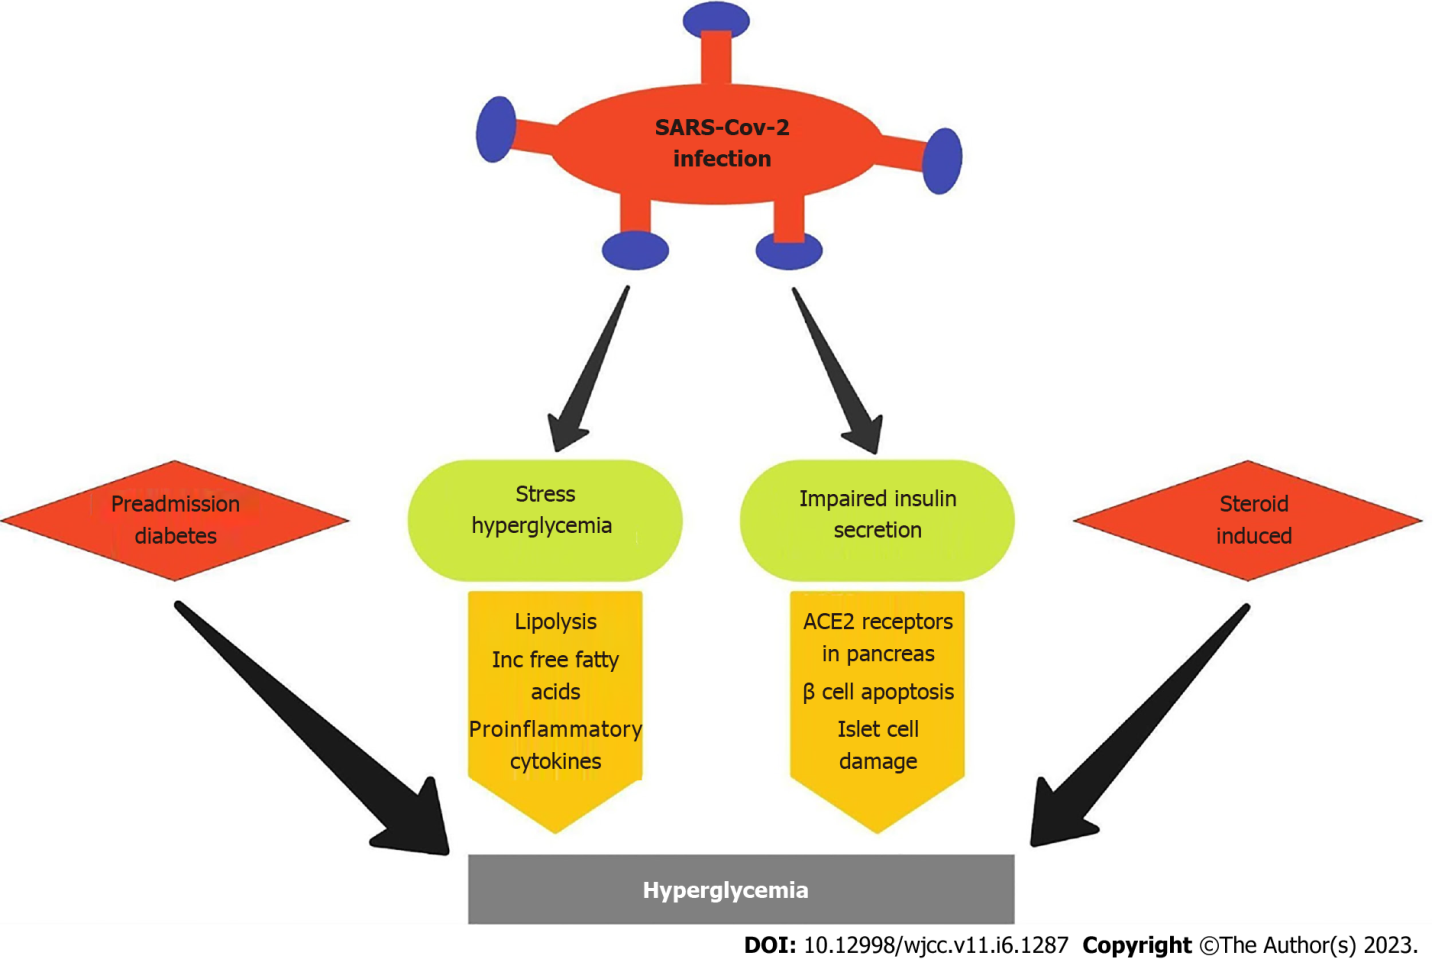 SARS-Cov-2
infection
Preadmission
diabetes
Stress
hyperglycemia
Impaired insulin
secretion
Steroid
induced
Lipolysis
Inc free fatty
acids
Proinflammatory
cytokines
ACE2 receptors
in pancreas
β cell apoptosis
Islet cell
damage
Hyperglycemia
DOI: 10.12998/wjcc.v11.i6.1287 Copyright ©The Author(s) 2023.